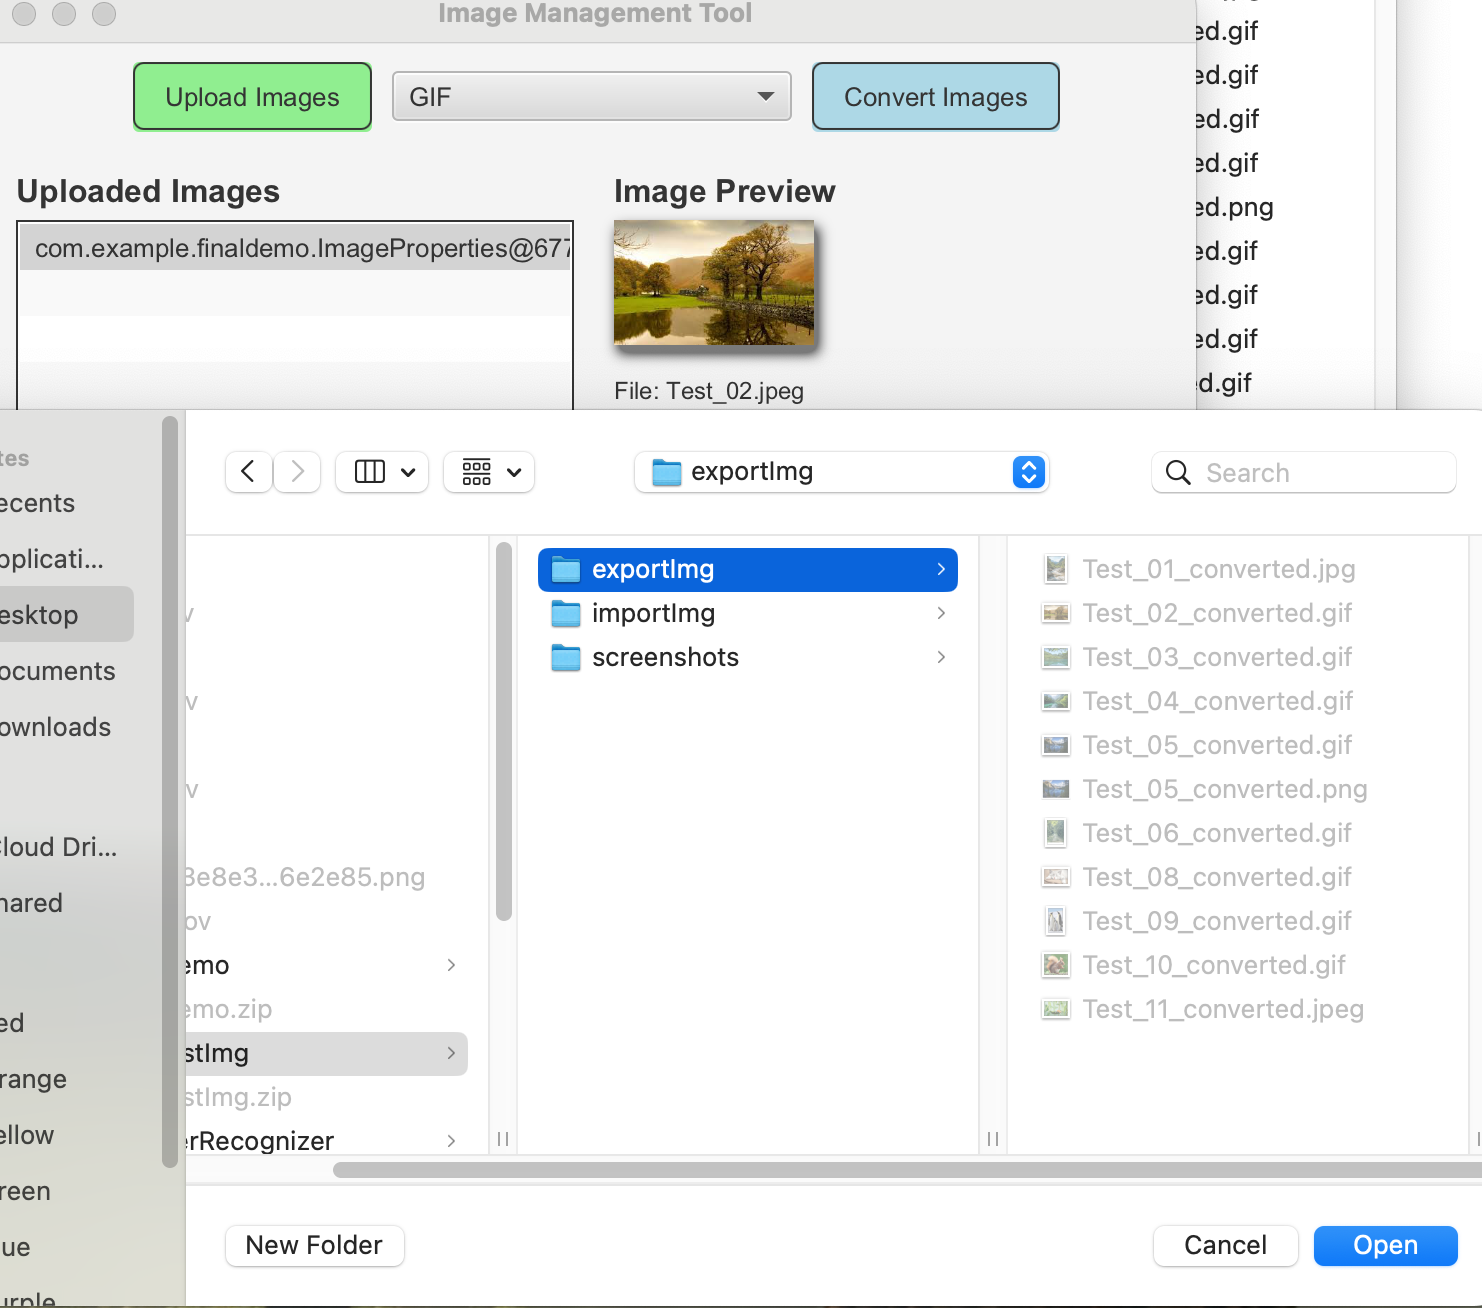 Image Management Tool
Upload Images
GIF
Convert Images
Uploaded Images
com.example.finaldemo.ImageProperties@677
Image Preview
File: Test_02.jpeg
ed.gif
ed.gif
ed.gif
ed.gif
ed.png
ed.gif
ed.gif
ed.gif
d.gif
tes
ecents
pplicati...
esktop
ocuments
ownloads
loud Dri...
hared
ed
range
ellow
reen
ue
urple
exportImg
Search
v
v
v
3e8e3...6e2e85.png
ov
emo
emo.zip
stImg
stImg.zip
erRecognizer
exportImg
importImg
screenshots
Test_01_converted.jpg
Test_02_converted.gif
Test_03_converted.gif
Test_04_converted.gif
Test_05_converted.gif
Test_05_converted.png
Test_06_converted.gif
Test_08_converted.gif
Test_09_converted.gif
Test_10_converted.gif
Test_11_converted.jpeg
New Folder
Cancel
Open